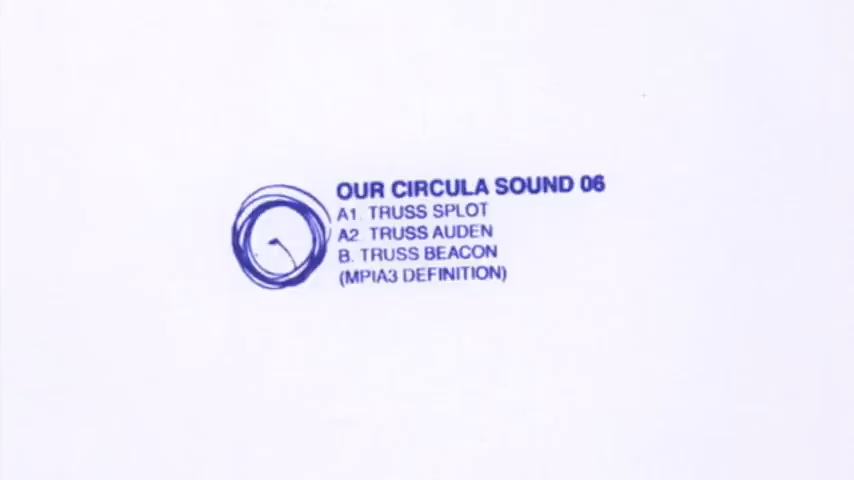 OUR CIRCULA SOUND 06
A1. TRUSS SPLOT
A2. TRUSS AUDEN
B. TRUSS BEACON
(MPIA3 DEFINITION)